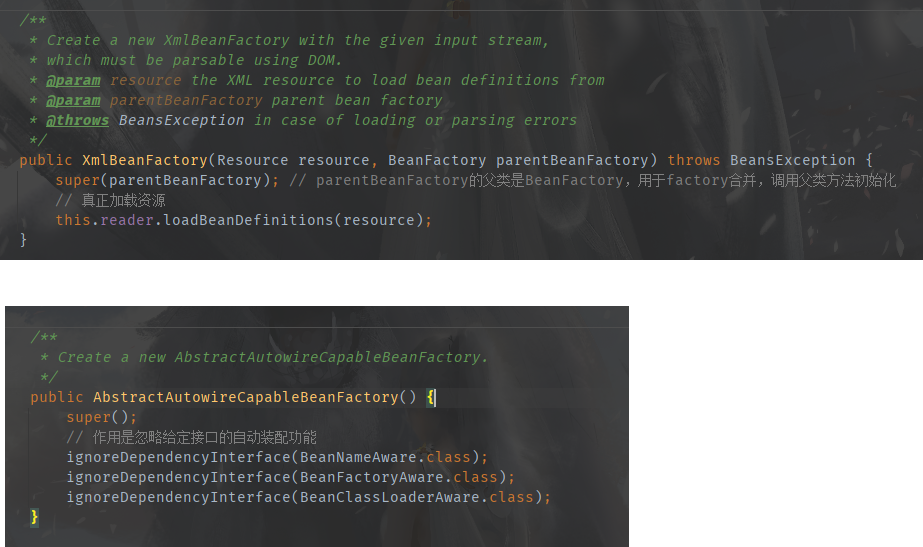 /**
 * Create a new XmlBeanFactory with the given input stream,
 * which must be parsable using DOM.
 * @param resource the XML resource to load bean definitions from
 * @param parentBeanFactory parent bean factory
 * @throws BeansException in case of loading or parsing errors
 */
public XmlBeanFactory(Resource resource, BeanFactory parentBeanFactory) throws BeansException {
    super(parentBeanFactory); // parentBeanFactory的父类是BeanFactory，用于factory合并，调用父类方法初始化
    // 真正加载资源
    this.reader.loadBeanDefinitions(resource);
}
/**
 * Create a new AbstractAutowireCapableBeanFactory.
 */
public AbstractAutowireCapableBeanFactory() {
    super();
    // 作用是忽略给定接口的自动装配功能
    ignoreDependencyInterface(BeanNameAware.class);
    ignoreDependencyInterface(BeanFactoryAware.class);
    ignoreDependencyInterface(BeanClassLoaderAware.class);
}